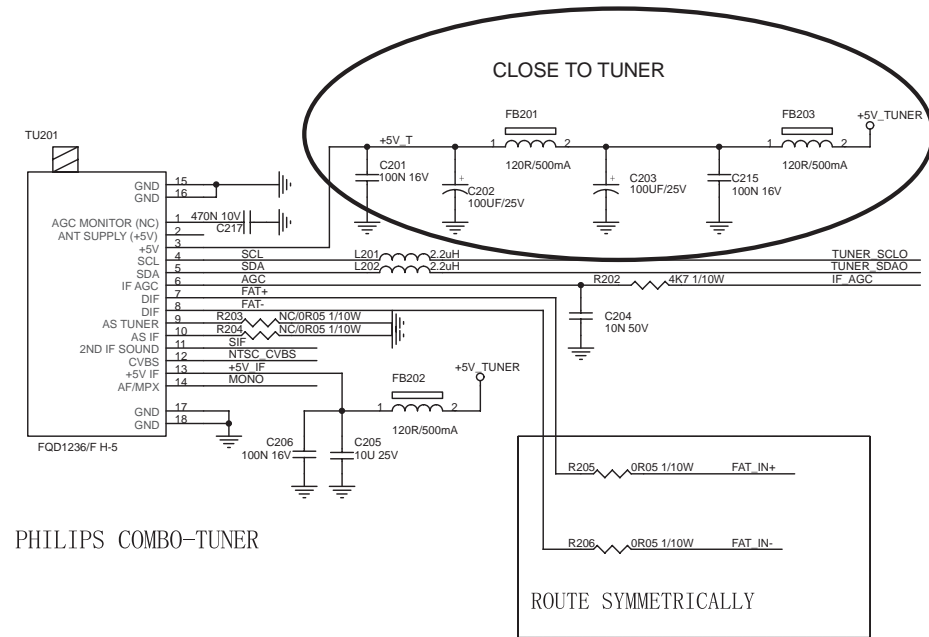 CLOSE TO TUNER
FB201
FB203
+5V_TUNER
TU201
+5V_T
1
2
1
2
C201
100N 16V
120R/500mA
120R/500mA
+
C202
100UF/25V
+
C203
100UF/25V
C215
100N 16V
GND 15
GND 16
AGC MONITOR (NC) 1 470N 10V
C217
ANT SUPPLY (+5V) 2
+5V 3
SCL 4 SCL L201 2.2uH TUNER_SCLO
SDA 5 SDA L202 2.2uH TUNER_SDAO
IF AGC 6 AGC R202 4K7 1/10W IF_AGC
DIF 7 FAT+
DIF 8 FAT-
AS TUNER 9 R203 NC/0R05 1/10W
AS IF 10 R204 NC/0R05 1/10W
C204
10N 50V
2ND IF SOUND 11 SIF
CVBS 12 NTSC_CVBS
+5V IF 13 +5V_IF
AF/MPX 14 MONO
FB202
+5V_TUNER
1
2
120R/500mA
GND 17
GND 18
FQD1236/F H-5
C206
100N 16V
C205
10U 25V
R205 0R05 1/10W FAT_IN+
R206 0R05 1/10W FAT_IN-
PHILIPS COMBO-TUNER
ROUTE SYMMETRICALLY